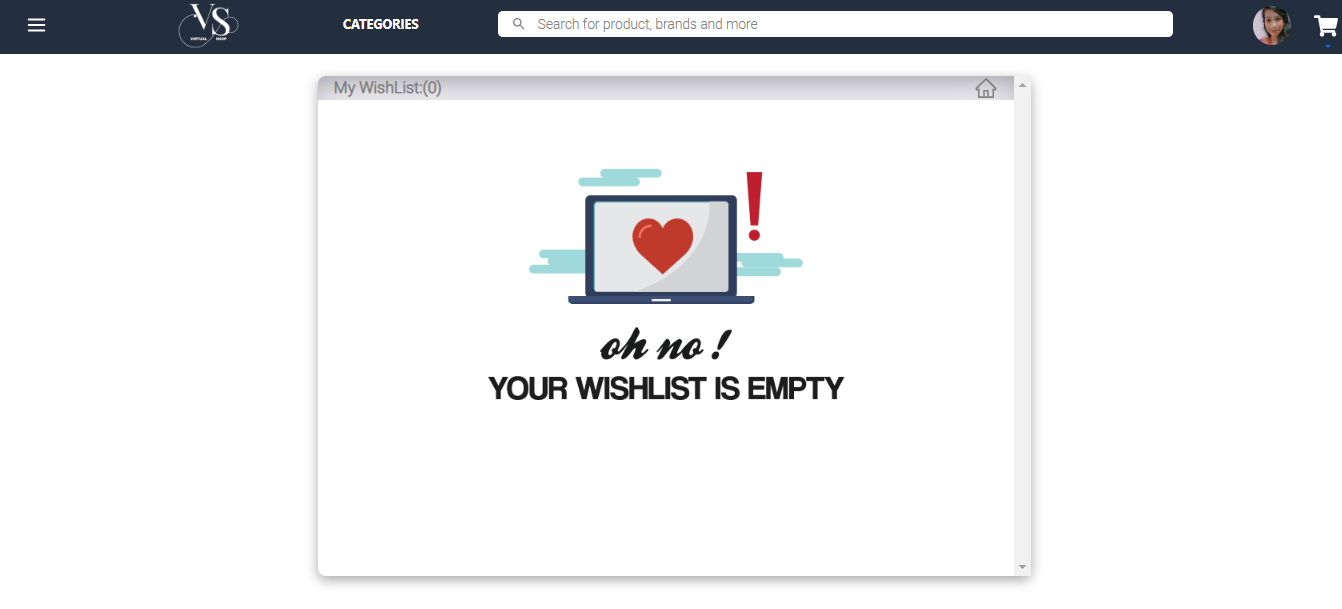 VS
VIRTUAL SHOP
CATEGORIES
Search for product, brands and more
My WishList:(0)
oh no !
YOUR WISHLIST IS EMPTY